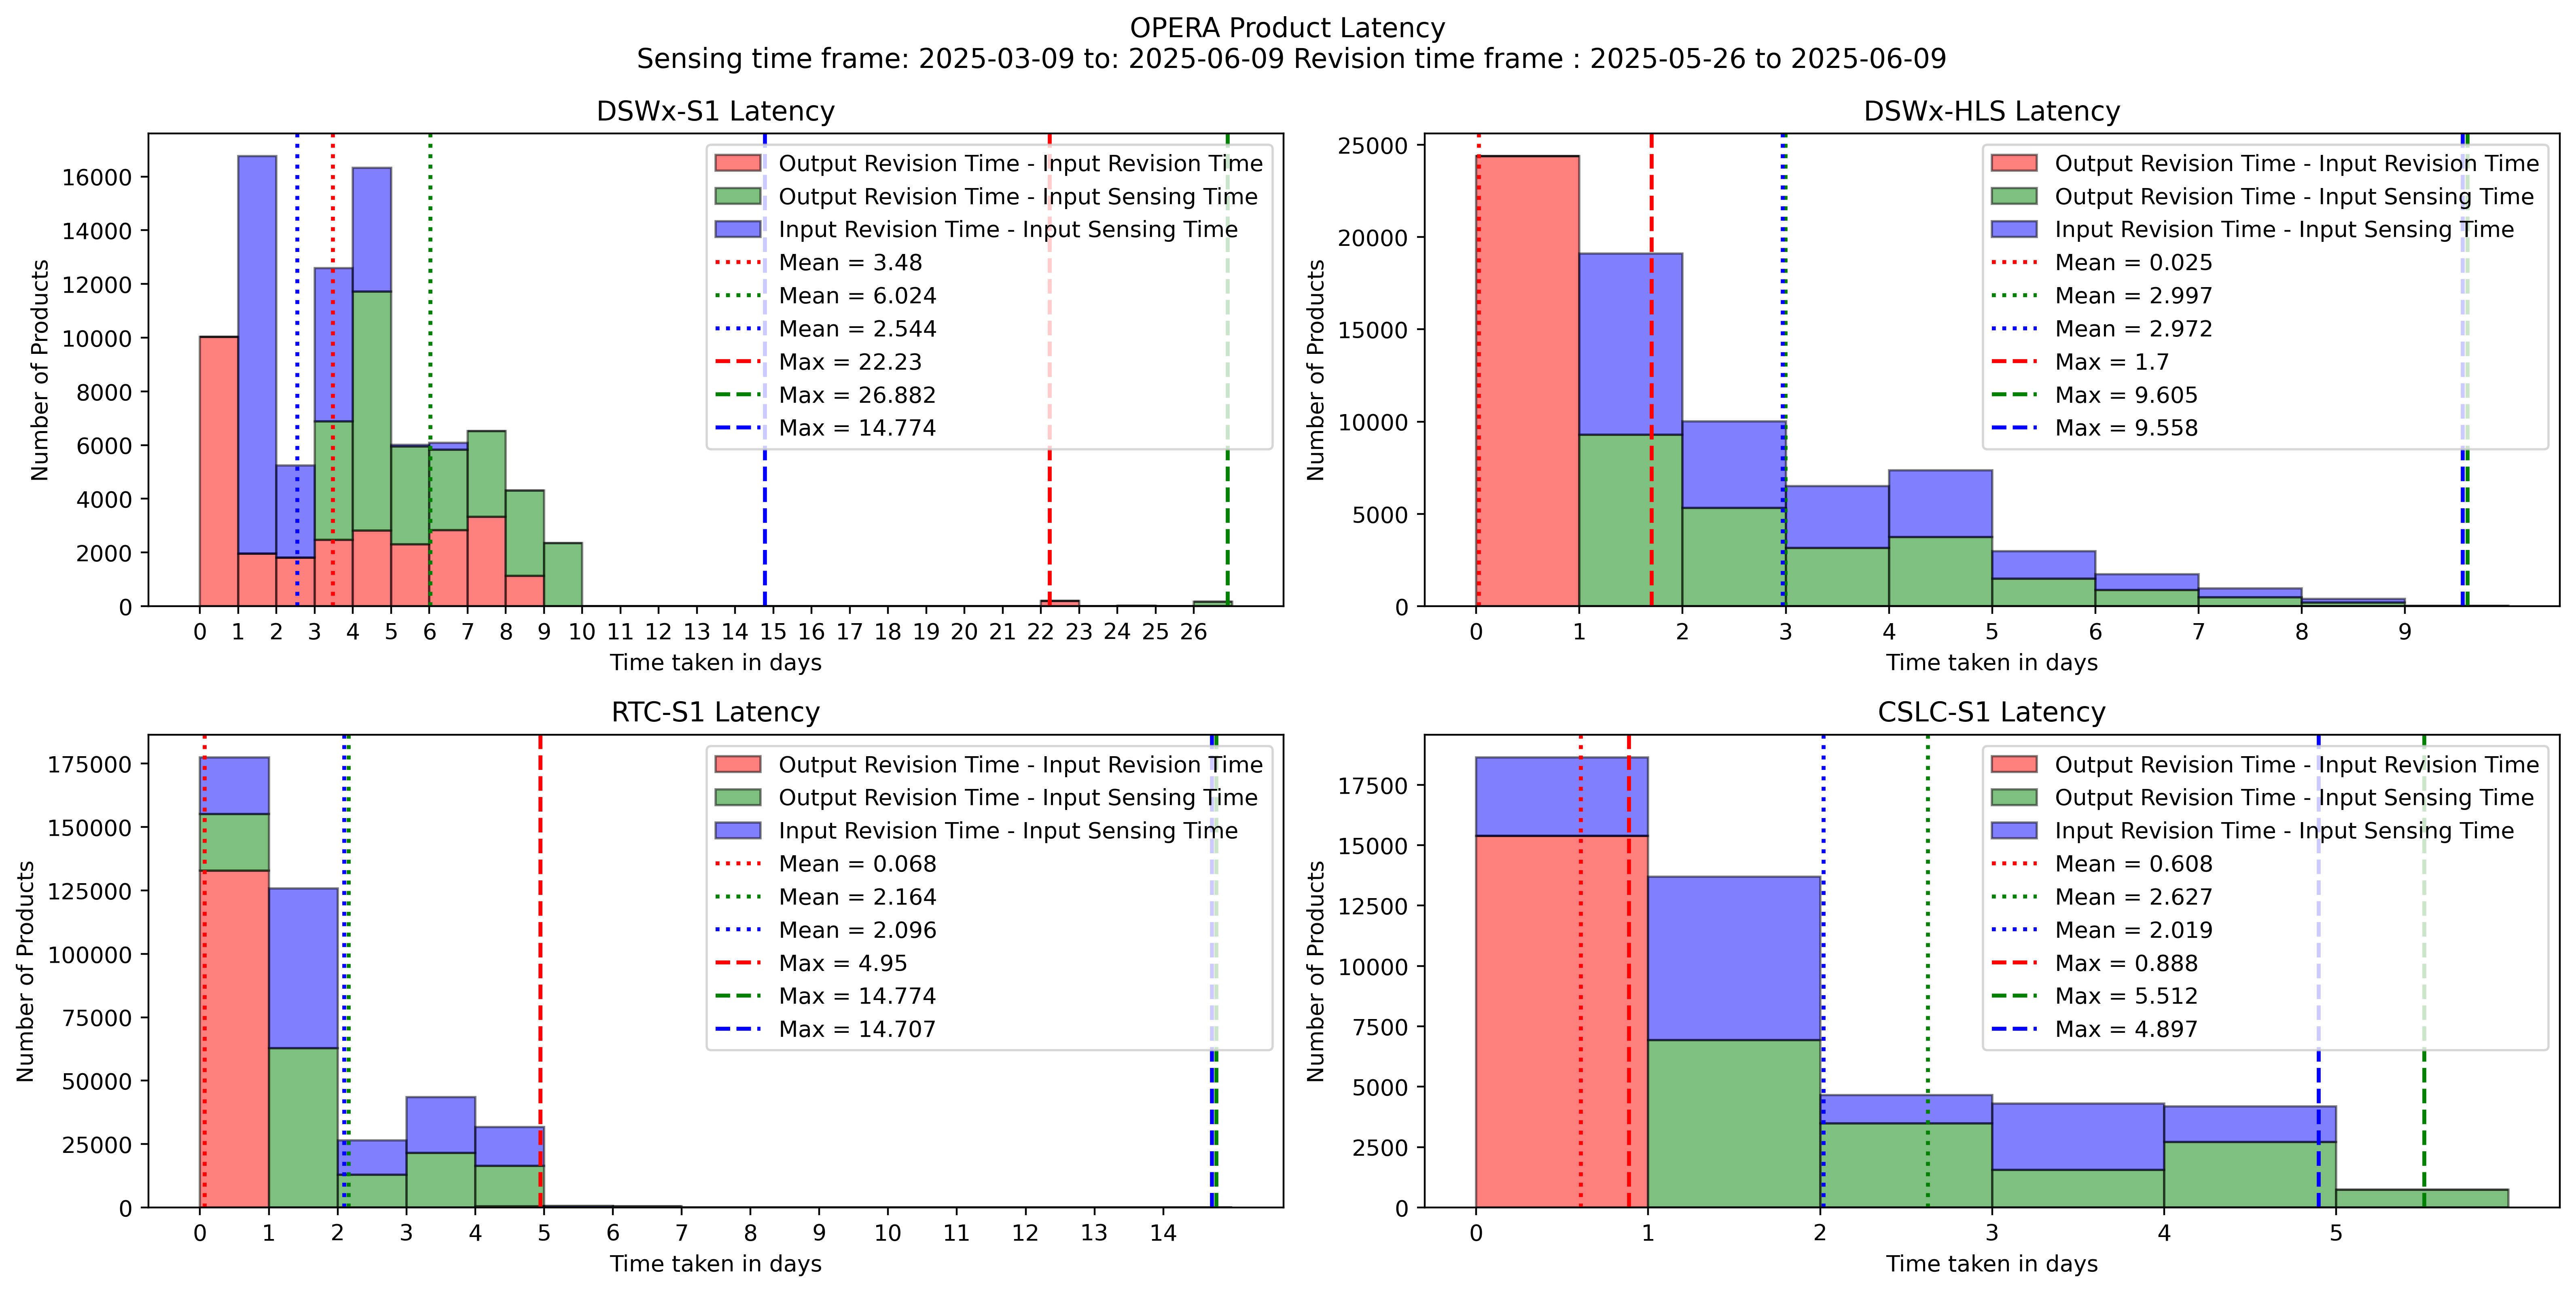 OPERA Product Latency
Sensing time frame: 2025-03-09 to: 2025-06-09 Revision time frame : 2025-05-26 to 2025-06-09
DSWx-S1 Latency
Number of Products
16000
14000
12000
10000
8000
6000
4000
2000
0
Output Revision Time - Input Revision Time
Output Revision Time - Input Sensing Time
Input Revision Time - Input Sensing Time
Mean = 3.48
Mean = 6.024
Mean = 2.544
Max = 22.23
Max = 26.882
Max = 14.774
0 1 2 3 4 5 6 7 8 9 10 11 12 13 14 15 16 17 18 19 20 21 22 23 24 25 26
Time taken in days
DSWx-HLS Latency
Number of Products
25000
20000
15000
10000
5000
0
Output Revision Time - Input Revision Time
Output Revision Time - Input Sensing Time
Input Revision Time - Input Sensing Time
Mean = 0.025
Mean = 2.997
Mean = 2.972
Max = 1.7
Max = 9.605
Max = 9.558
0 1 2 3 4 5 6 7 8 9
Time taken in days
RTC-S1 Latency
Number of Products
175000
150000
125000
100000
75000
50000
25000
0
Output Revision Time - Input Revision Time
Output Revision Time - Input Sensing Time
Input Revision Time - Input Sensing Time
Mean = 0.068
Mean = 2.164
Mean = 2.096
Max = 4.95
Max = 14.774
Max = 14.707
0 1 2 3 4 5 6 7 8 9 10 11 12 13 14
Time taken in days
CSLC-S1 Latency
Number of Products
17500
15000
12500
10000
7500
5000
2500
0
Output Revision Time - Input Revision Time
Output Revision Time - Input Sensing Time
Input Revision Time - Input Sensing Time
Mean = 0.608
Mean = 2.627
Mean = 2.019
Max = 0.888
Max = 5.512
Max = 4.897
0 1 2 3 4 5
Time taken in days